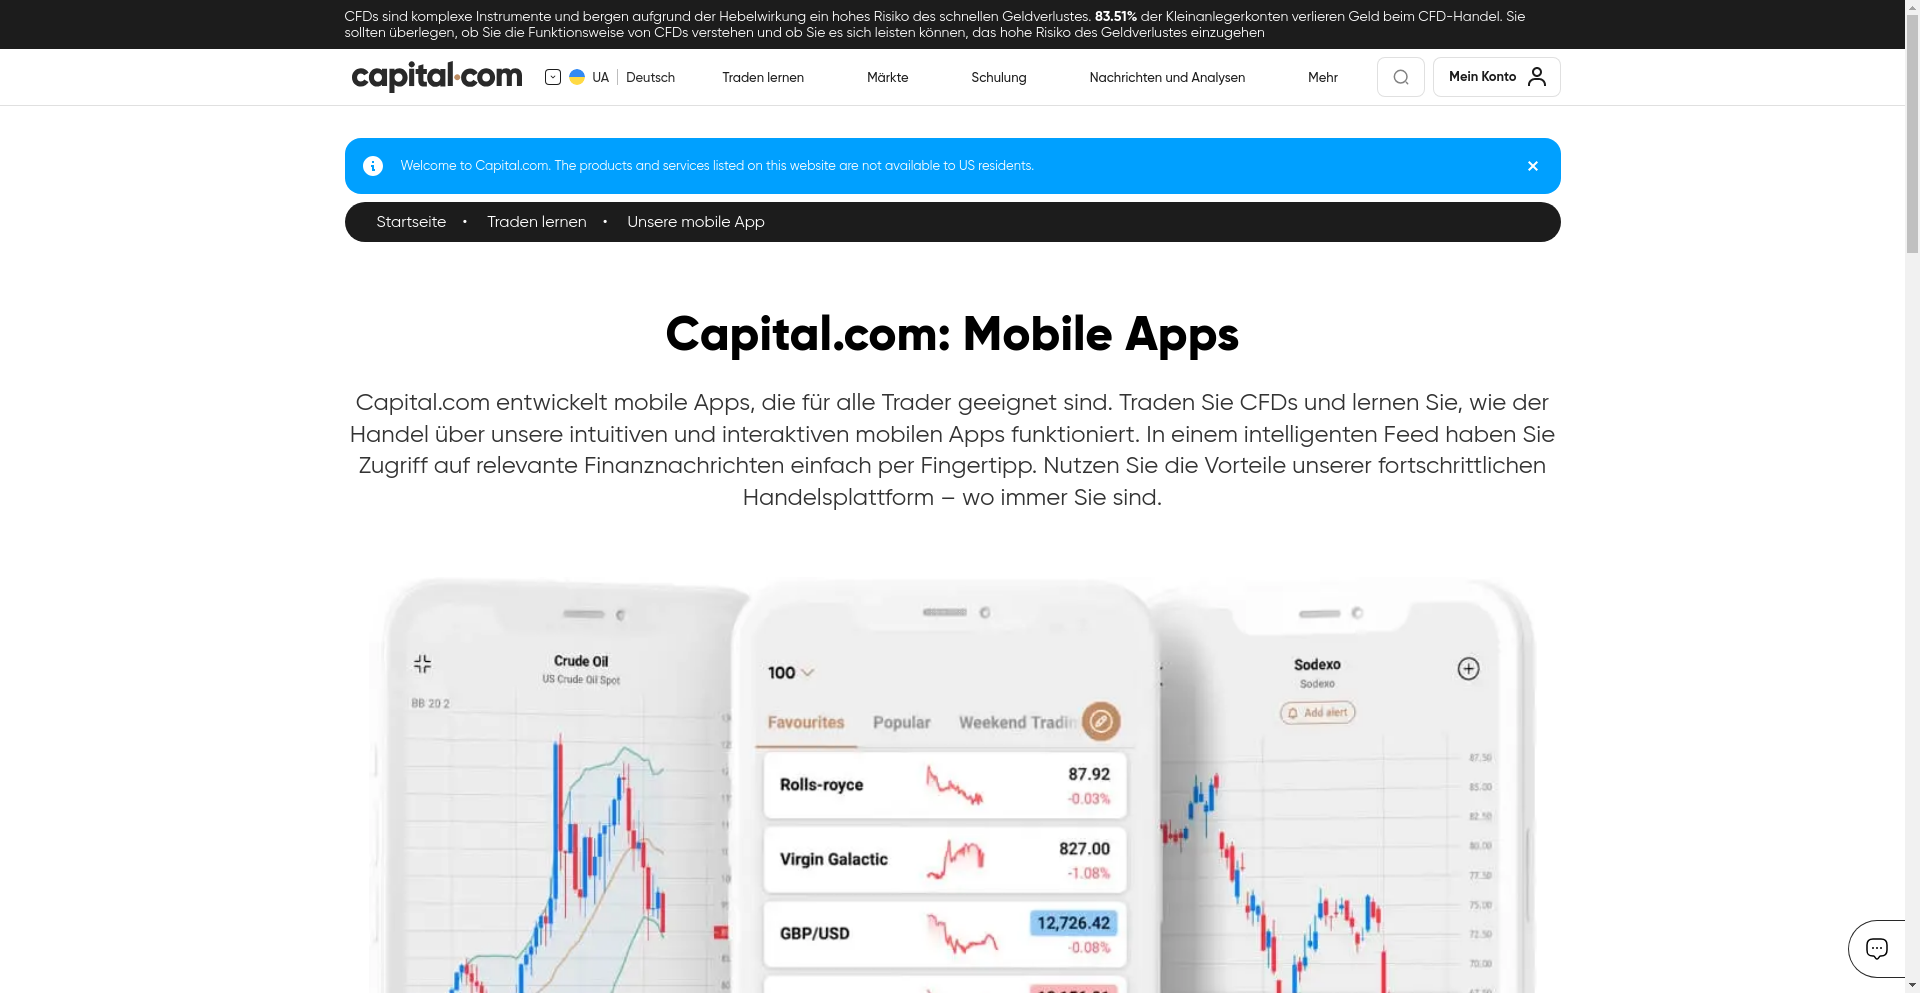 CFDs sind komplexe Instrumente und bergen aufgrund der Hebelwirkung ein hohes Risiko des schnellen Geldverlustes. 83.51% der Kleinanlegerkonten verlieren Geld beim CFD-Handel. Sie
sollten überlegen, ob Sie die Funktionsweise von CFDs verstehen und ob Sie es sich leisten können, das hohe Risiko des Geldverlustes einzugehen
capital.com
UA Deutsch
Traden lernen
Märkte
Schulung
Nachrichten und Analysen
Mehr
Mein Konto
Welcome to Capital.com. The products and services listed on this website are not available to US residents.
Startseite • Traden lernen • Unsere mobile App
Capital.com: Mobile Apps
Capital.com entwickelt mobile Apps, die für alle Trader geeignet sind. Traden Sie CFDs und lernen Sie, wie der
Handel über unsere intuitiven und interaktiven mobilen Apps funktioniert. In einem intelligenten Feed haben Sie
Zugriff auf relevante Finanznachrichten einfach per Fingertipp. Nutzen Sie die Vorteile unserer fortschrittlichen
Handelsplattform – wo immer Sie sind.
Crude Oil
US Crude Oil Spot
BB 20 2
100
Favourites Popular Weekend
Rolls-royce 87.92
-0.03%
Virgin Galactic 827.00
-1.08%
GBP/USD 12,726.42
-0.08%
Sodexo
Sodexo
Add alert
87.50
85.00
82.50
80.00
77.50
75.00
72.50
70.00